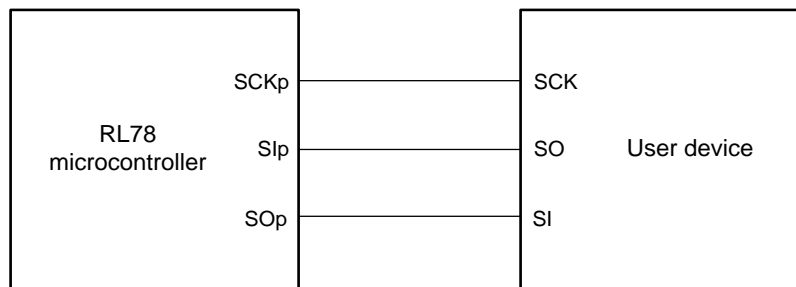 SCKp SCK
RL78
microcontroller
SIp SO User device
SOp SI